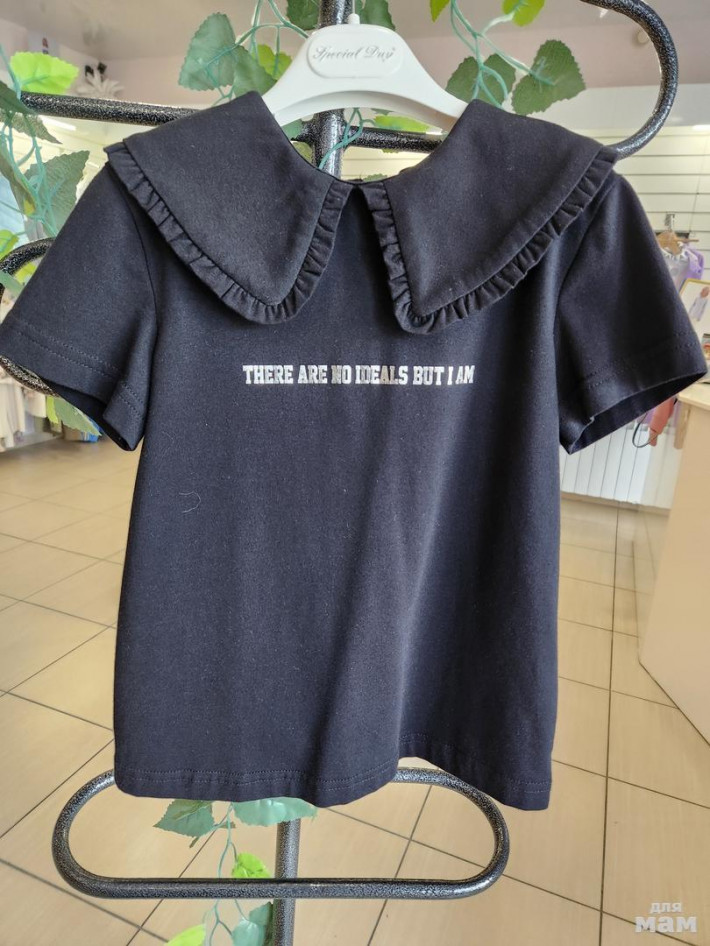 Special Day
THERE ARE NO IDEALS BUT I AM
для
мам